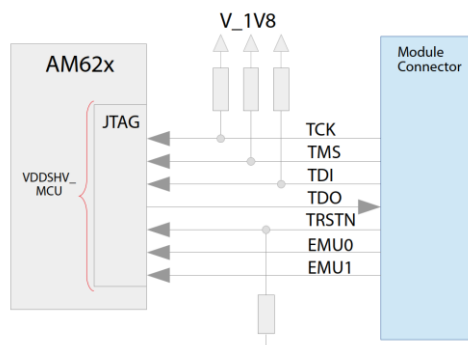 V_1V8
AM62x
Module
Connector
JTAG
VDDSHV_
MCU
TCK
TMS
TDI
TDO
TRSTN
EMU0
EMU1